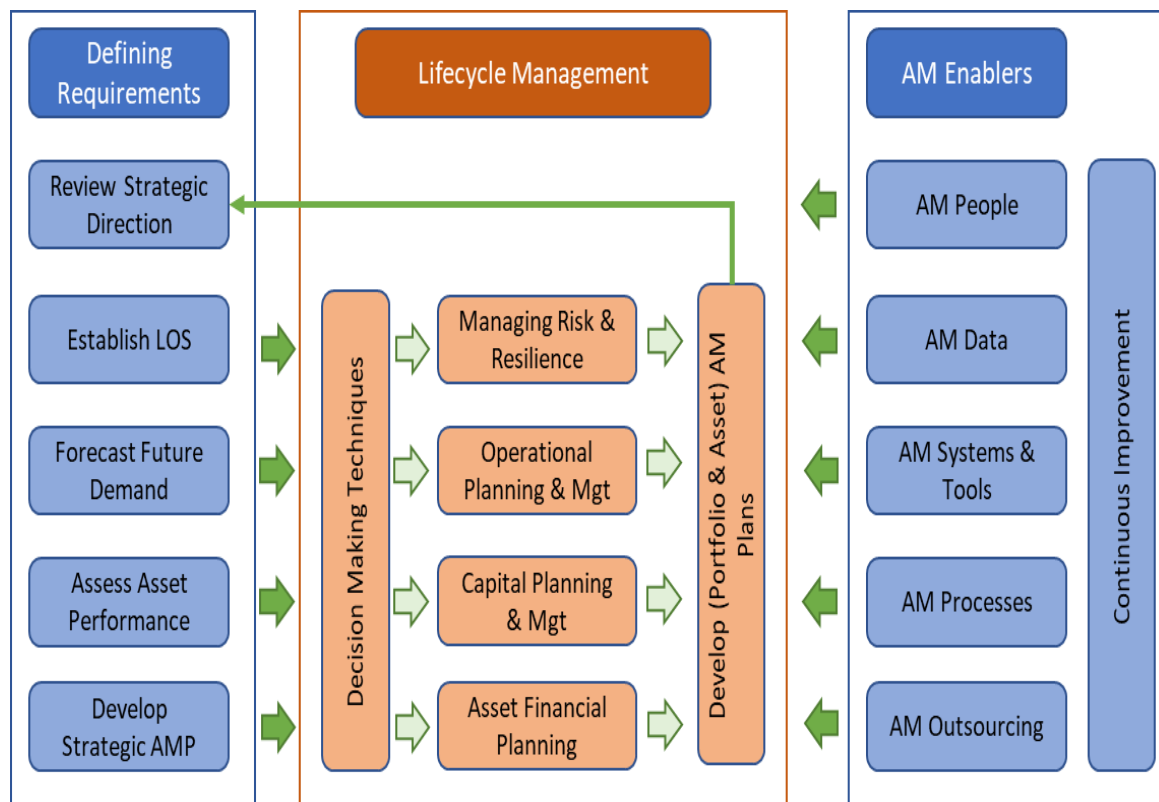 Defining
Requirements
Review Strategic
Direction
Establish LOS
Forecast Future
Demand
Assess Asset
Performance
Develop
Strategic AMP
Lifecycle Management
Decision Making Techniques
Managing Risk &
Resilience
Operational
Planning & Mgt
Capital Planning
& Mgt
Asset Financial
Planning
Develop (Portfolio & Asset) AM
Plans
AM Enablers
AM People
AM Data
AM Systems &
Tools
AM Processes
AM Outsourcing
Continuous Improvement